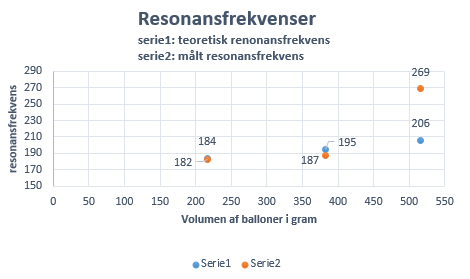 Resonansfrekvenser
serie1: teoretisk renonansfrekvens
serie2: målt resonansfrekvens
290
270
250
230
210
190
170
150
resonansfrekvens
269
206
184
195
182
187
0 50 100 150 200 250 300 350 400 450 500 550
Volumen af balloner i gram
Serie1 Serie2